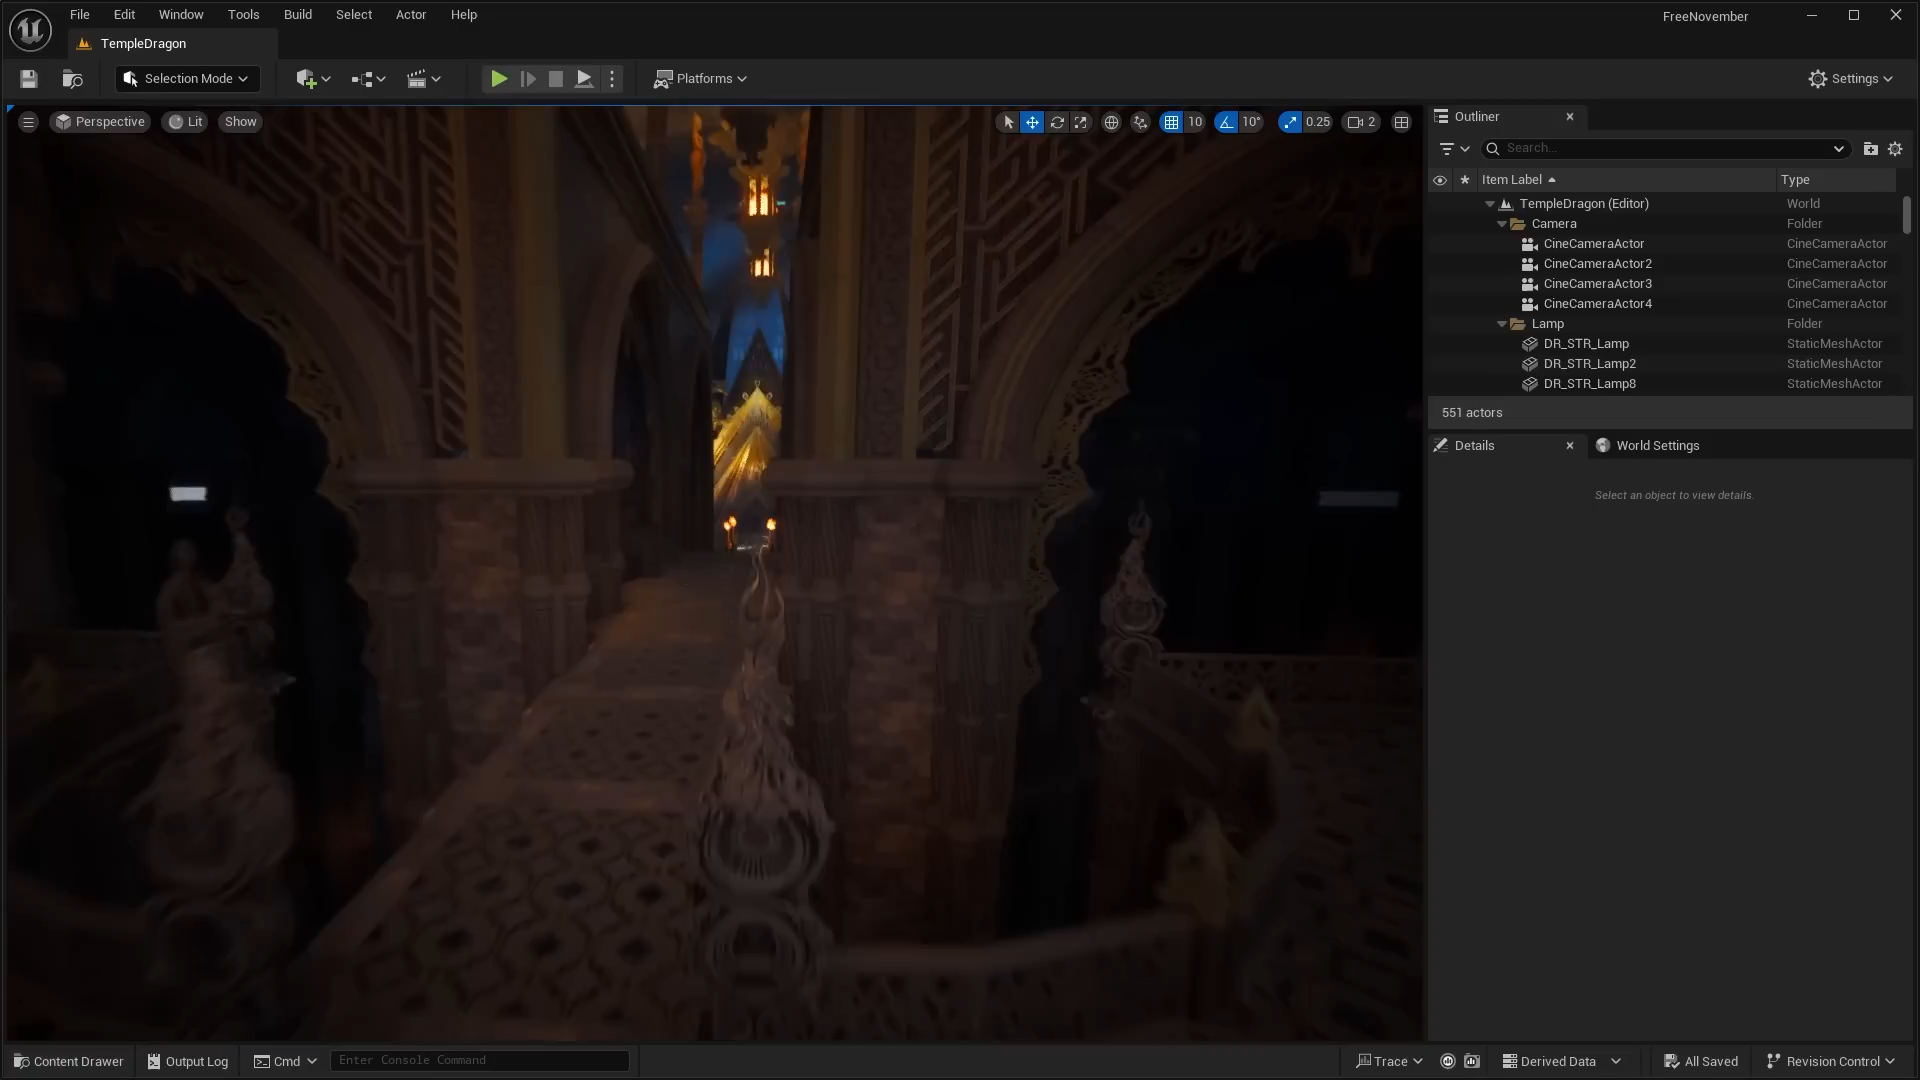 File Edit Window Tools Build Select Actor Help
FreeNovember
TempleDragon
Selection Mode
Platforms
Settings
Perspective Lit Show
10 10° 0.25 2
Outliner
Search...
Item Label Type
TempleDragon (Editor) World
Camera Folder
CineCameraActor CineCameraActor
CineCameraActor2 CineCameraActor
CineCameraActor3 CineCameraActor
CineCameraActor4 CineCameraActor
Lamp Folder
DR_STR_Lamp StaticMeshActor
DR_STR_Lamp2 StaticMeshActor
DR_STR_Lamp8 StaticMeshActor
551 actors
Details World Settings
Select an object to view details.
Content Drawer Output Log Cmd Enter Console Command Trace Derived Data All Saved Revision Control